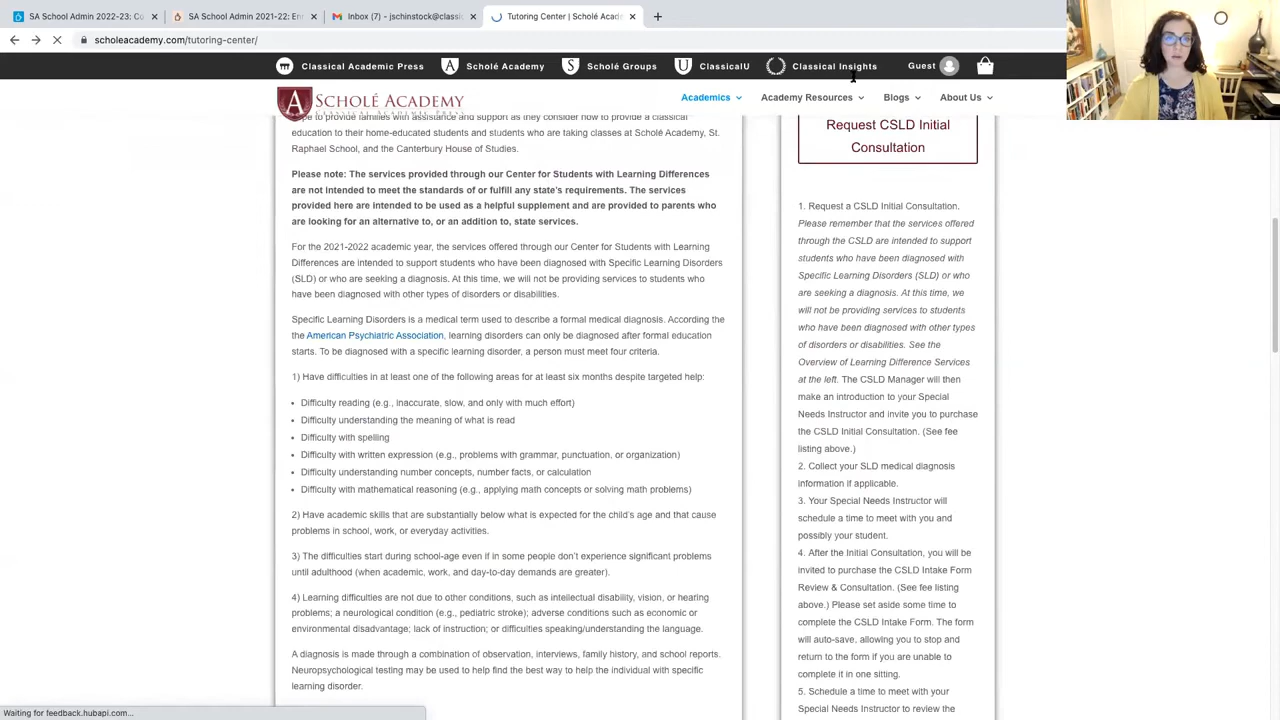 SA School Admin 2022-23: Co
SA School Admin 2021-22: En
Inbox (7) - jschinstock@classic
Tutoring Center | Scholé Acade
scholeacademy.com/tutoring-center/
Classical Academic Press
Scholé Academy
Scholé Groups
ClassicalU
Classical Insights
Guest
SCHOLÉ ACADEMY
Academics
Academy Resources
Blogs
About Us
education to their home-educated students and students who are taking classes at Scholé Academy, St.
Raphael School, and the Canterbury House of Studies.
Please note: The services provided through our Center for Students with Learning Differences
are not intended to meet the standards of or fulfill any state's requirements. The services
provided here are intended to be used as a helpful supplement and are provided to parents who
are looking for an alternative to, or an addition to, state services.
For the 2021-2022 academic year, the services offered through our Center for Students with Learning
Differences are intended to support students who have been diagnosed with Specific Learning Disorders
(SLD) or who are seeking a diagnosis. At this time, we will not be providing services to students who
have been diagnosed with other types of disorders or disabilities.
Specific Learning Disorders is a medical term used to describe a formal medical diagnosis. According the
the American Psychiatric Association, learning disorders can only be diagnosed after formal education
starts. To be diagnosed with a specific learning disorder, a person must meet four criteria.
1) Have difficulties in at least one of the following areas for at least six months despite targeted help:
• Difficulty reading (e.g., inaccurate, slow, and only with much effort)
• Difficulty understanding the meaning of what is read
• Difficulty with spelling
• Difficulty with written expression (e.g., problems with grammar, punctuation, or organization)
• Difficulty understanding number concepts, number facts, or calculation
• Difficulty with mathematical reasoning (e.g., applying math concepts or solving math problems)
2) Have academic skills that are substantially below what is expected for the child's age and that cause
problems in school, work, or everyday activities.
3) The difficulties start during school-age even if in some people don't experience significant problems
until adulthood (when academic, work, and day-to-day demands are greater).
4) Learning difficulties are not due to other conditions, such as intellectual disability, vision, or hearing
problems; a neurological condition (e.g., pediatric stroke); adverse conditions such as economic or
environmental disadvantage; lack of instruction; or difficulties speaking/understanding the language.
A diagnosis is made through a combination of observation, interviews, family history, and school reports.
Neuropsychological testing may be used to help find the best way to help the individual with specific
learning disorder.
Request CSLD Initial
Consultation
1. Request a CSLD Initial Consultation.
Please remember that the services offered
through the CSLD are intended to support
students who have been diagnosed with
Specific Learning Disorders (SLD) or who
are seeking a diagnosis. At this time, we
will not be providing services to students
who have been diagnosed with other types
of disorders or disabilities. See the
Overview of Learning Difference Services
at the left. The CSLD Manager will then
make an introduction to your Special
Needs Instructor and invite you to purchase
the CSLD Initial Consultation. (See fee
listing above.)
2. Collect your SLD medical diagnosis
information if applicable.
3. Your Special Needs Instructor will
schedule a time to meet with you and
possibly your student.
4. After the Initial Consultation, you will be
invited to purchase the CSLD Intake Form
Review & Consultation. (See fee listing
above.) Please set aside some time to
complete the CSLD Intake Form. The form
will auto-save, allowing you to stop and
return to the form if you are unable to
complete it in one sitting.
5. Schedule a time to meet with your
Special Needs Instructor to review the
Waiting for feedback.hubapi.com...